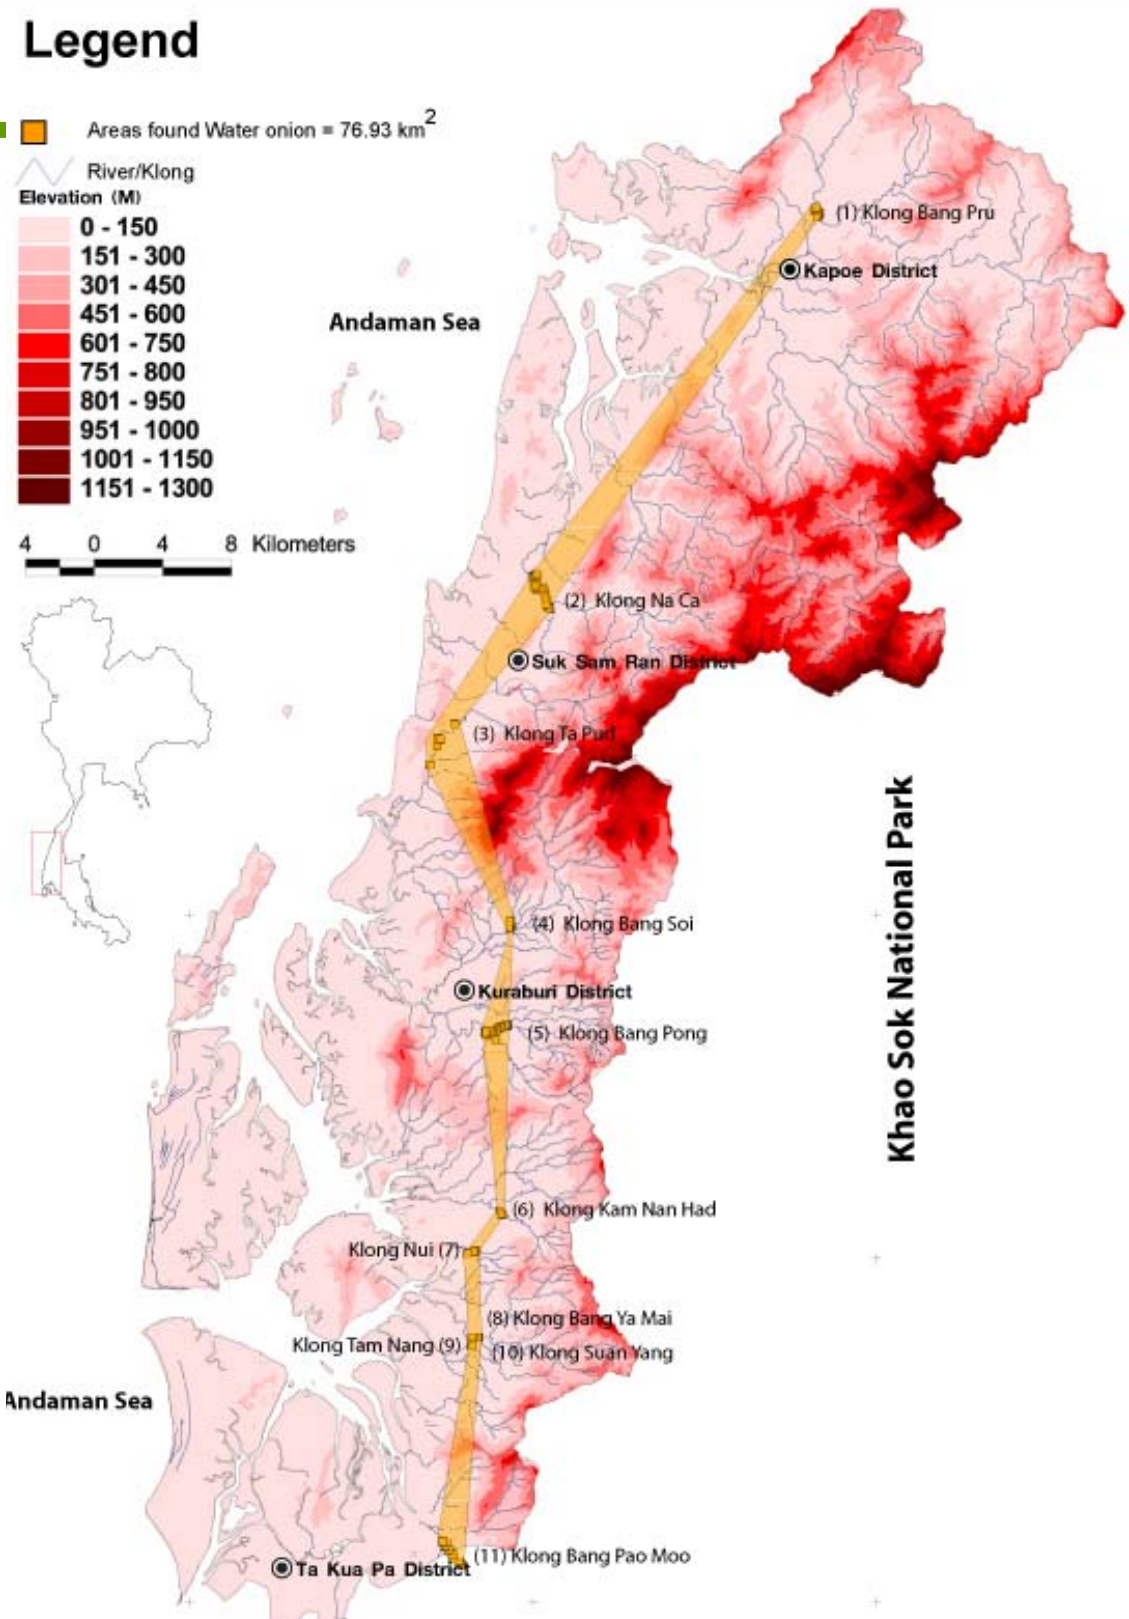 Legend
Areas found Water onion = 76.93 km2
River/Klong
Elevation (M)
0 - 150
151 - 300
301 - 450
451 - 600
601 - 750
751 - 800
801 - 950
951 - 1000
1001 - 1150
1151 - 1300
4 0 4 8 Kilometers
(1) Klong Bang Pru
Kapoe District
Andaman Sea
(2) Klong Na Ca
Suk Sam Ran District
(3) Klong Ta Pud
Khao Sok National Park
(4) Klong Bang Soi
Kuraburi District
(5) Klong Bang Pong
(6) Klong Kam Nan Had
Klong Nui (7)
(8) Klong Bang Ya Mai
Klong Tam Nang (9)
(10) Klong Suan Yang
Andaman Sea
(11) Klong Bang Pao Moo
Ta Kua Pa District